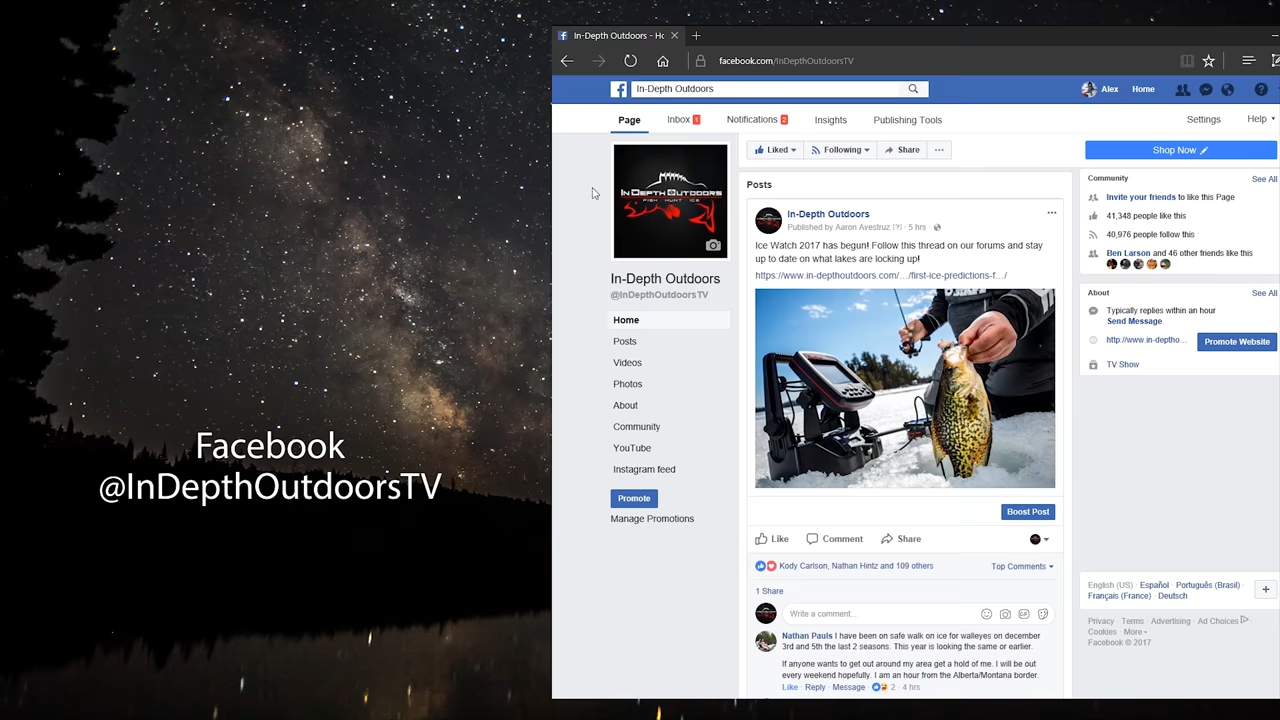 Facebook
@InDepthOutdoorsTV
In-Depth Outdoors - Ho
facebook.com/InDepthOutdoorsTV
In-Depth Outdoors
Alex
Home
Page
Inbox 1
Notifications 2
Insights
Publishing Tools
Settings
Help
IN DEPTH OUTDOORS
FISH HUNT ICE
In-Depth Outdoors
@InDepthOutdoorsTV
Home
Posts
Videos
Photos
About
Community
YouTube
Instagram feed
Promote
Manage Promotions
Liked
Following
Share
Shop Now
Posts
In-Depth Outdoors
Published by Aaron Avestruz [?] · 5 hrs ·
Ice Watch 2017 has begun! Follow this thread on our forums and stay
up to date on what lakes are locking up!
https://www.in-depthoutdoors.com/…/first-ice-predictions-f…/
Boost Post
Like
Comment
Share
Kody Carlson, Nathan Hintz and 109 others
Top Comments
1 Share
Write a comment...
Nathan Pauls I have been on safe walk on ice for walleyes on december
3rd and 5th the last 2 seasons. This year is looking the same or earlier.
If anyone wants to get out around my area get a hold of me. I will be out
every weekend hopefully. I am an hour from the Alberta/Montana border.
Like · Reply · Message · 2 · 4 hrs
Community
See All
Invite your friends to like this Page
41,348 people like this
40,976 people follow this
Ben Larson and 46 other friends like this
About
See All
Typically replies within an hour
Send Message
http://www.in-deptho...
Promote Website
TV Show
English (US) · Español · Português (Brasil) ·
Français (France) · Deutsch
Privacy · Terms · Advertising · Ad Choices ·
Cookies · More
Facebook © 2017